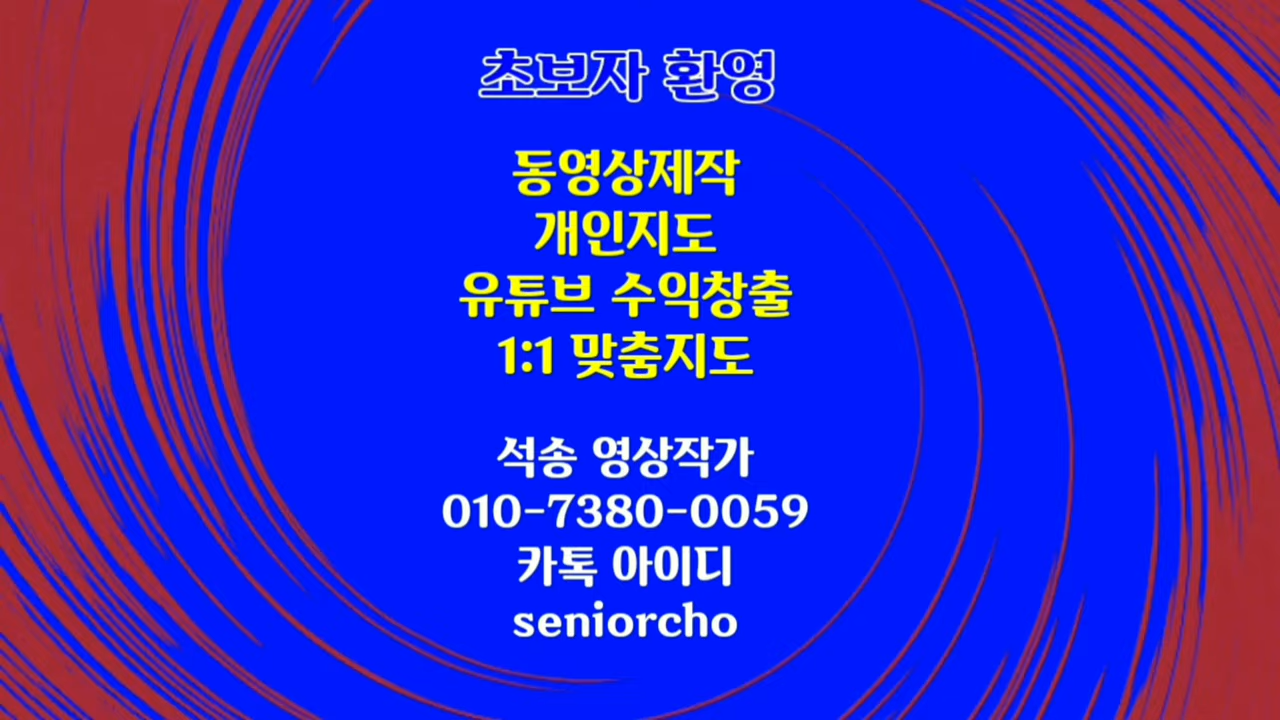 초보자 환영
동영상제작
개인지도
유튜브 수익창출
1:1 맞춤지도
석송 영상작가
010-7380-0059
카톡 아이디
seniorcho